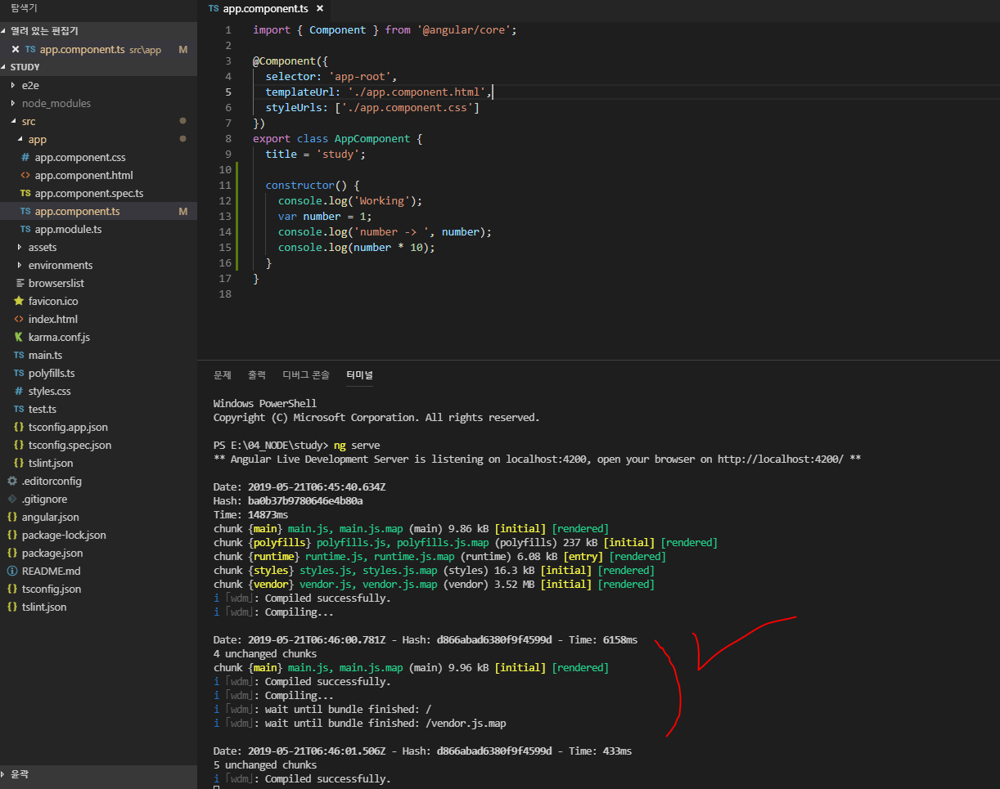 탐색기
열려 있는 편집기
× TS app.component.ts src\app M
STUDY
e2e
node_modules
src
app
# app.component.css
<> app.component.html
TS app.component.spec.ts
TS app.component.ts M
TS app.module.ts
assets
environments
browserslist
favicon.ico
<> index.html
karma.conf.js
TS main.ts
TS polyfills.ts
# styles.css
TS test.ts
{} tsconfig.app.json
{} tsconfig.spec.json
{} tslint.json
.editorconfig
.gitignore
{} angular.json
{} package-lock.json
{} package.json
README.md
{} tsconfig.json
{} tslint.json
윤곽
TS app.component.ts ×
1 import { Component } from '@angular/core';
2
3 @Component({
4 selector: 'app-root',
5 templateUrl: './app.component.html',
6 styleUrls: ['./app.component.css']
7 })
8 export class AppComponent {
9 title = 'study';
10
11 constructor() {
12 console.log('Working');
13 var number = 1;
14 console.log('number -> ', number);
15 console.log(number * 10);
16 }
17 }
18
문제 출력 디버그 콘솔 터미널
Windows PowerShell
Copyright (C) Microsoft Corporation. All rights reserved.
PS E:\04_NODE\study> ng serve
** Angular Live Development Server is listening on localhost:4200, open your browser on http://localhost:4200/ **
Date: 2019-05-21T06:45:40.634Z
Hash: ba0b37b9780646e4b80a
Time: 14873ms
chunk {main} main.js, main.js.map (main) 9.86 kB [initial] [rendered]
chunk {polyfills} polyfills.js, polyfills.js.map (polyfills) 237 kB [initial] [rendered]
chunk {runtime} runtime.js, runtime.js.map (runtime) 6.08 kB [entry] [rendered]
chunk {styles} styles.js, styles.js.map (styles) 16.3 kB [initial] [rendered]
chunk {vendor} vendor.js, vendor.js.map (vendor) 3.52 MB [initial] [rendered]
i ｢wdm｣: Compiled successfully.
i ｢wdm｣: Compiling...
Date: 2019-05-21T06:46:00.781Z - Hash: d866abad6380f9f4599d - Time: 6158ms
4 unchanged chunks
chunk {main} main.js, main.js.map (main) 9.96 kB [initial] [rendered]
i ｢wdm｣: Compiled successfully.
i ｢wdm｣: Compiling...
i ｢wdm｣: wait until bundle finished: /
i ｢wdm｣: wait until bundle finished: /vendor.js.map
Date: 2019-05-21T06:46:01.506Z - Hash: d866abad6380f9f4599d - Time: 433ms
5 unchanged chunks
i ｢wdm｣: Compiled successfully.